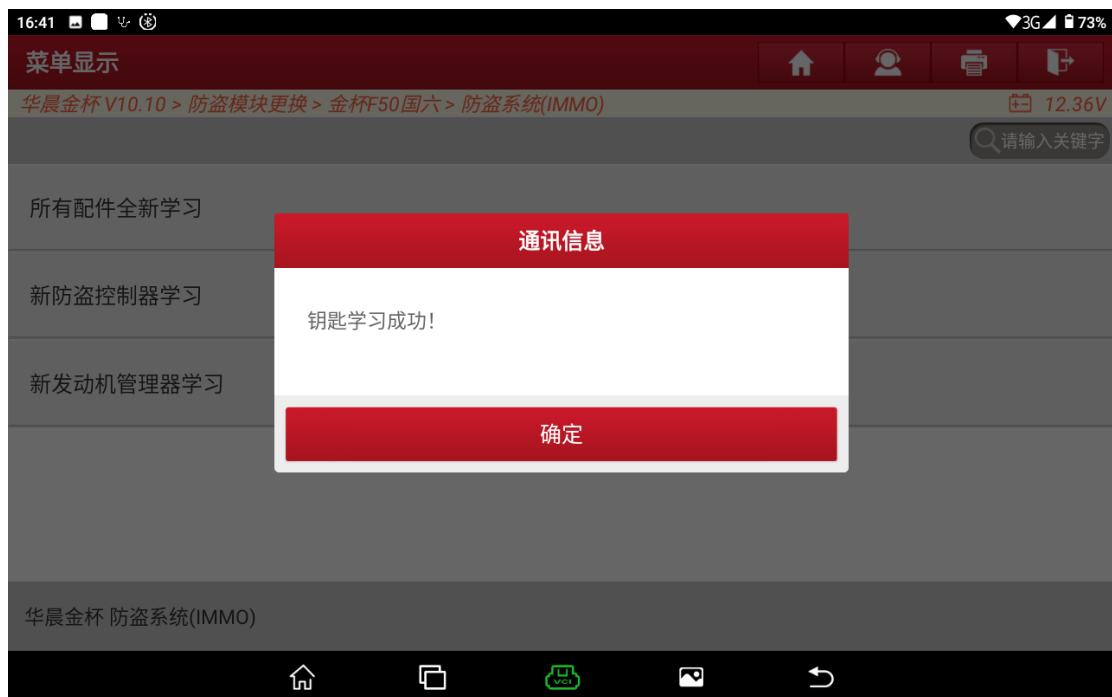 16:41 3G 73%
菜单显示
华晨金杯 V10.10 > 防盗模块更换 > 金杯F50国六 > 防盗系统(IMMO) 12.36V
请输入关键字
所有配件全新学习
通讯信息
新防盗控制器学习
钥匙学习成功！
新发动机管理器学习
确定
华晨金杯 防盗系统(IMMO)
VCI